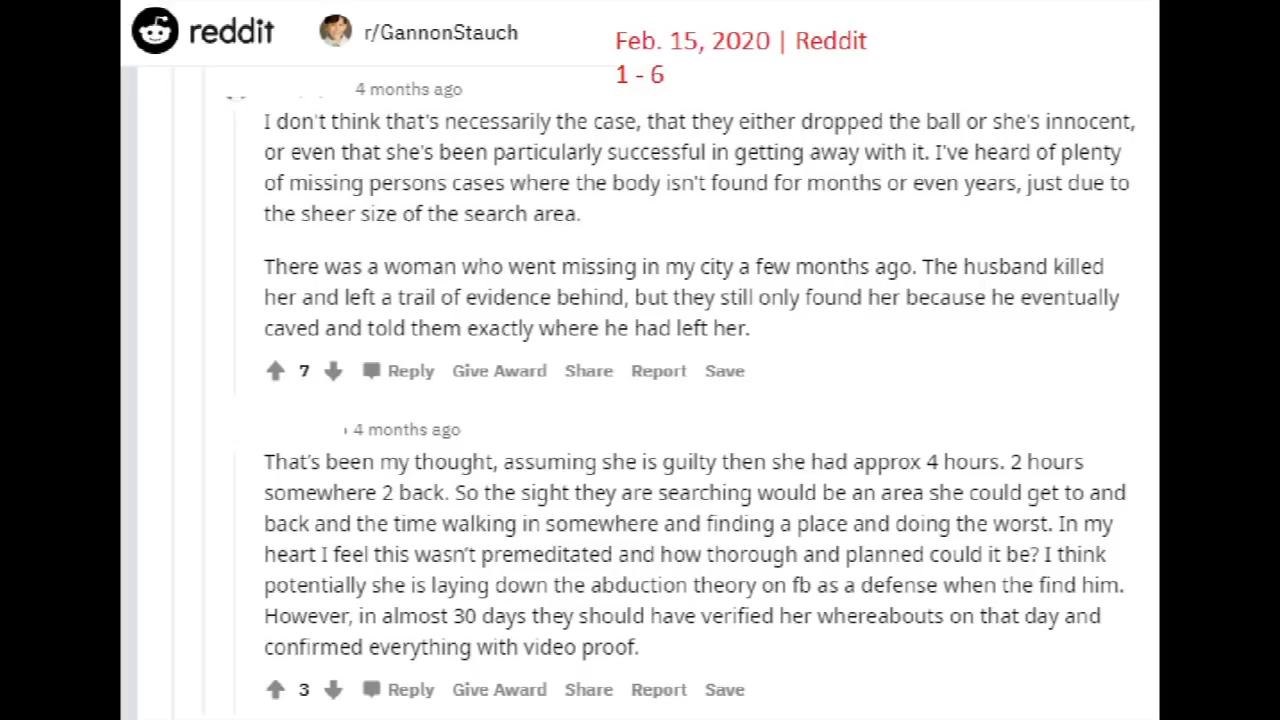 reddit r/GannonStauch
Feb. 15, 2020 | Reddit
1 - 6
4 months ago
I don't think that's necessarily the case, that they either dropped the ball or she's innocent,
or even that she's been particularly successful in getting away with it. I've heard of plenty
of missing persons cases where the body isn't found for months or even years, just due to
the sheer size of the search area.
There was a woman who went missing in my city a few months ago. The husband killed
her and left a trail of evidence behind, but they still only found her because he eventually
caved and told them exactly where he had left her.
7 Reply Give Award Share Report Save
4 months ago
That's been my thought, assuming she is guilty then she had approx 4 hours. 2 hours
somewhere 2 back. So the sight they are searching would be an area she could get to and
back and the time walking in somewhere and finding a place and doing the worst. In my
heart I feel this wasn't premeditated and how thorough and planned could it be? I think
potentially she is laying down the abduction theory on fb as a defense when the find him.
However, in almost 30 days they should have verified her whereabouts on that day and
confirmed everything with video proof.
3 Reply Give Award Share Report Save